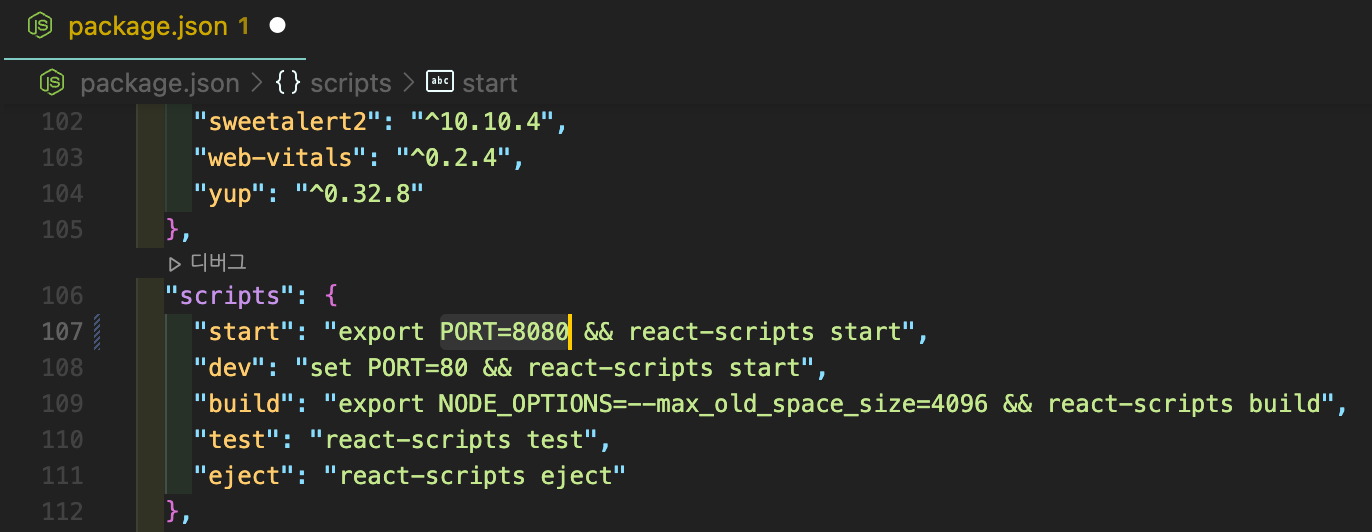 package.json 1
package.json > {} scripts > abc start
102 "sweetalert2": "^10.10.4",
103 "web-vitals": "^0.2.4",
104 "yup": "^0.32.8"
105 },
디버그
106 "scripts": {
107 "start": "export PORT=8080 && react-scripts start",
108 "dev": "set PORT=80 && react-scripts start",
109 "build": "export NODE_OPTIONS=--max_old_space_size=4096 && react-scripts build",
110 "test": "react-scripts test",
111 "eject": "react-scripts eject"
112 },